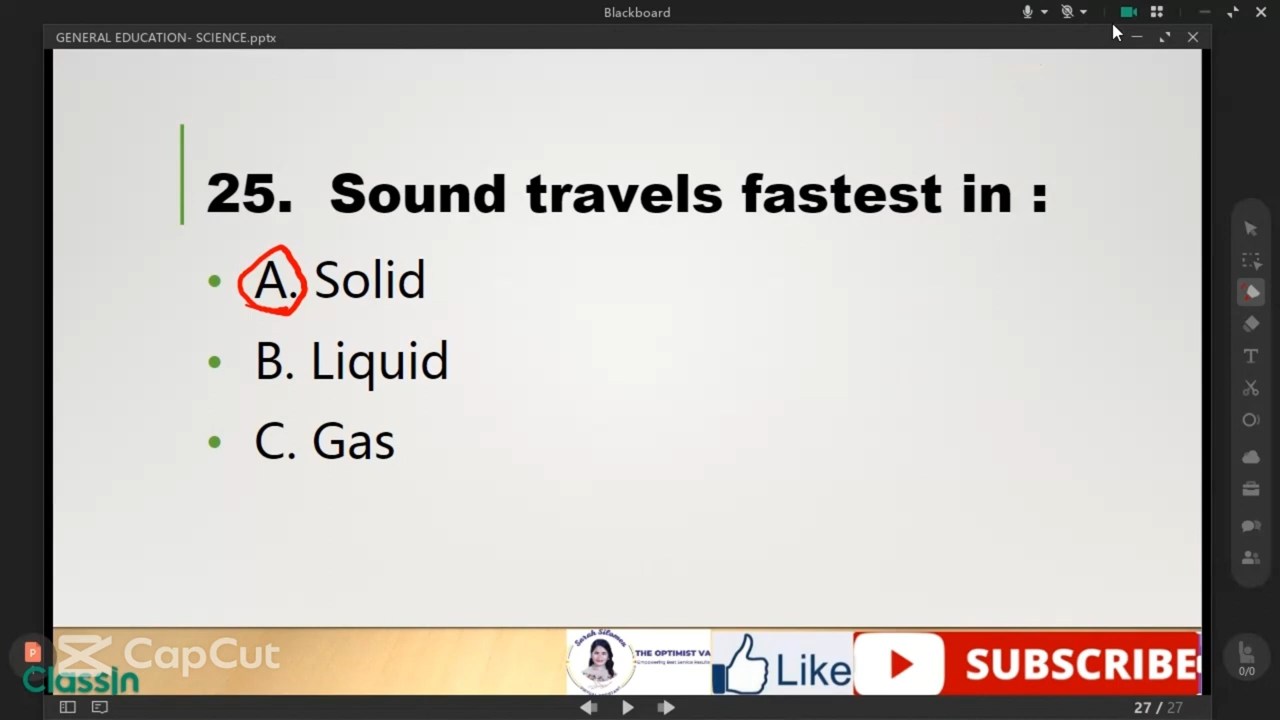 Blackboard
GENERAL EDUCATION- SCIENCE.pptx
25. Sound travels fastest in :
A. Solid
B. Liquid
C. Gas
CapCut
ClassIn
Sarah Silamen
THE OPTIMIST VA
Like
SUBSCRIBE
0/0
27 / 27